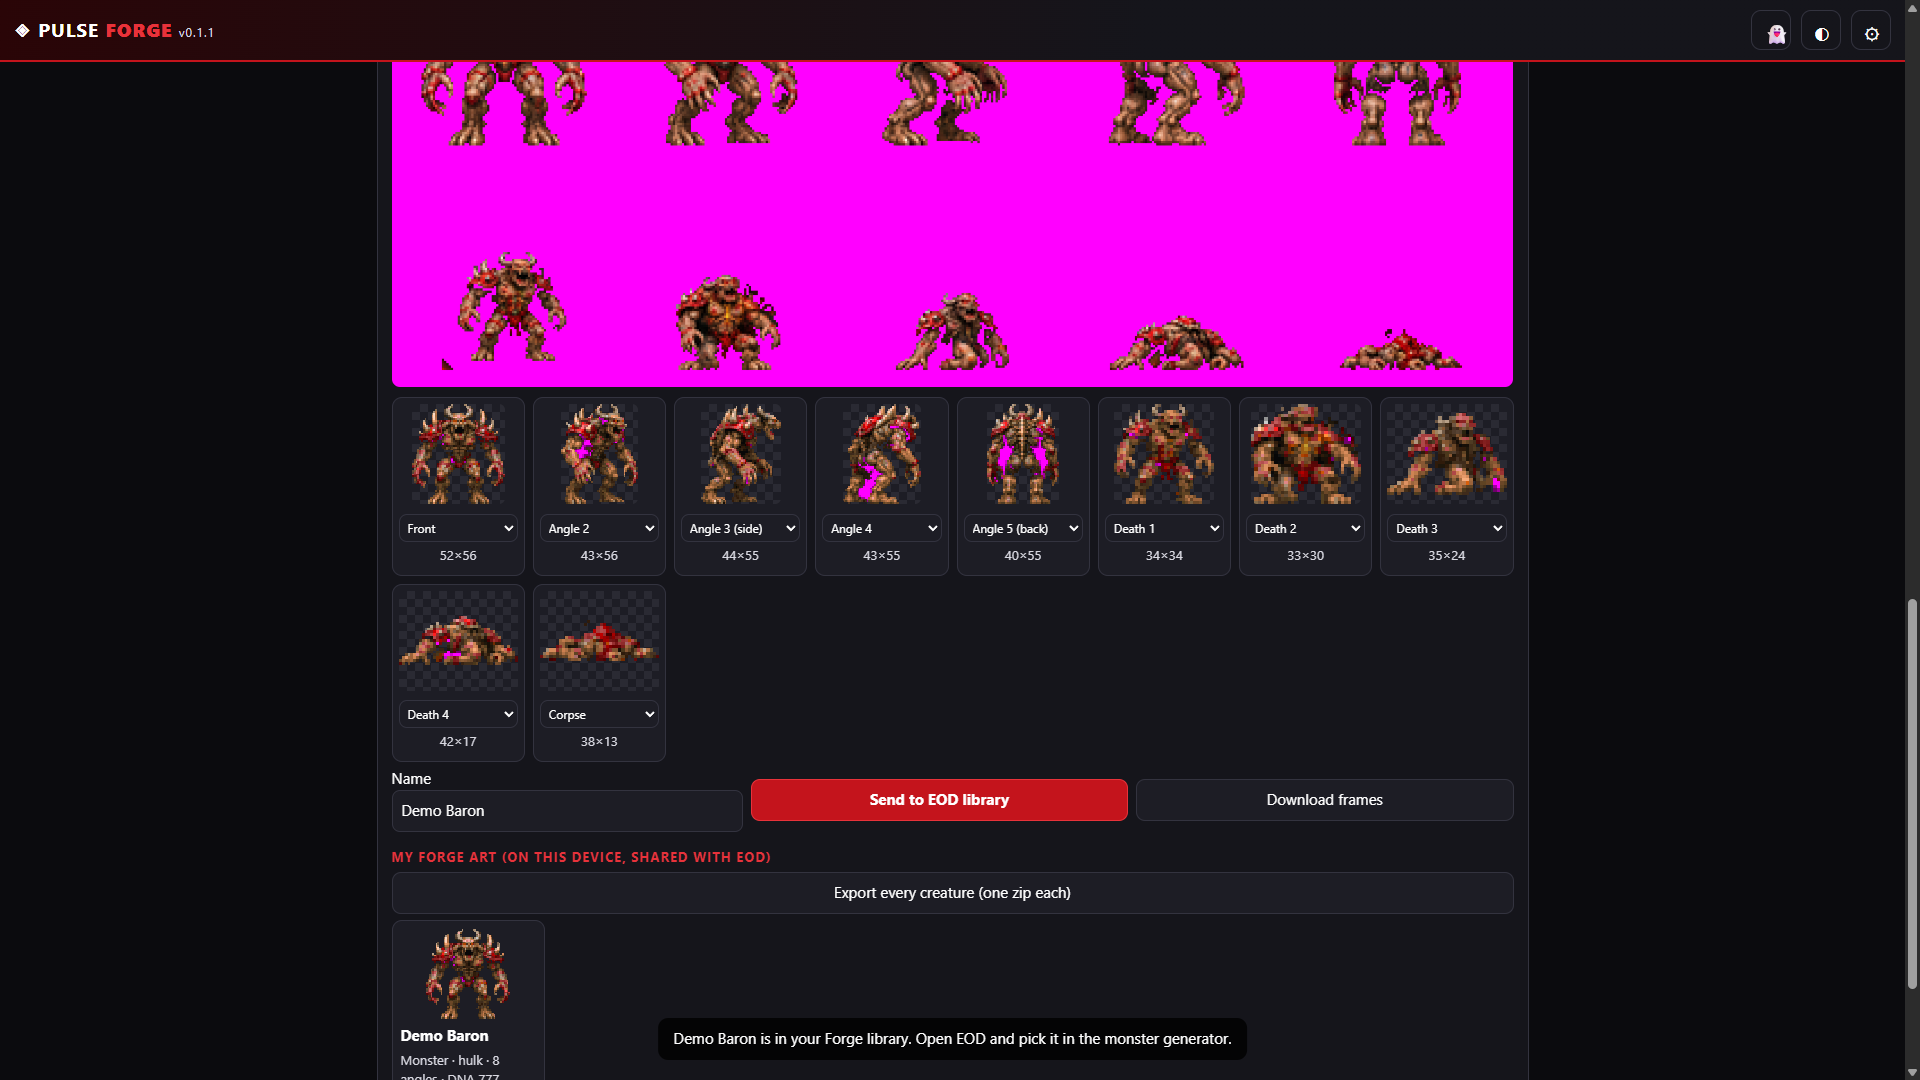 ◈ PULSE FORGE v0.1.1
Front
52×56
Angle 2
43×56
Angle 3 (side)
44×55
Angle 4
43×55
Angle 5 (back)
40×55
Death 1
34×34
Death 2
33×30
Death 3
35×24
Death 4
42×17
Corpse
38×13
Name
Demo Baron
Send to EOD library
Download frames
MY FORGE ART (ON THIS DEVICE, SHARED WITH EOD)
Export every creature (one zip each)
Demo Baron
Monster · hulk · 8
angles · DNA 777
Demo Baron is in your Forge library. Open EOD and pick it in the monster generator.